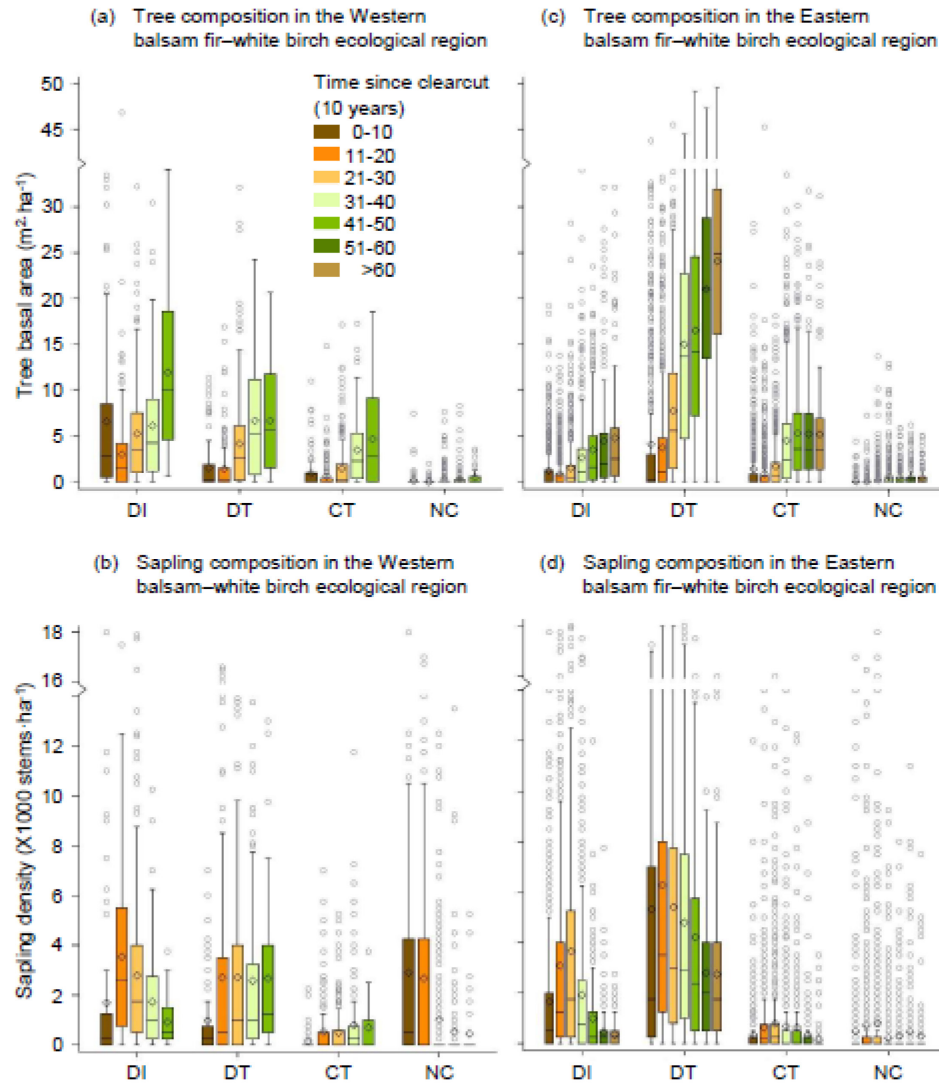 (a) Tree composition in the Western
balsam fir–white birch ecological region
(c) Tree composition in the Eastern
balsam fir–white birch ecological region
Time since clearcut
(10 years)
0-10
11-20
21-30
31-40
41-50
51-60
>60
Tree basal area (m²·ha⁻¹)
50
45
30
25
20
15
10
5
0
DI DT CT NC
DI DT CT NC
(b) Sapling composition in the Western
balsam–white birch ecological region
(d) Sapling composition in the Eastern
balsam fir–white birch ecological region
Sapling density (X1000 stems·ha⁻¹)
18
16
12
10
8
6
4
2
0
DI DT CT NC
DI DT CT NC